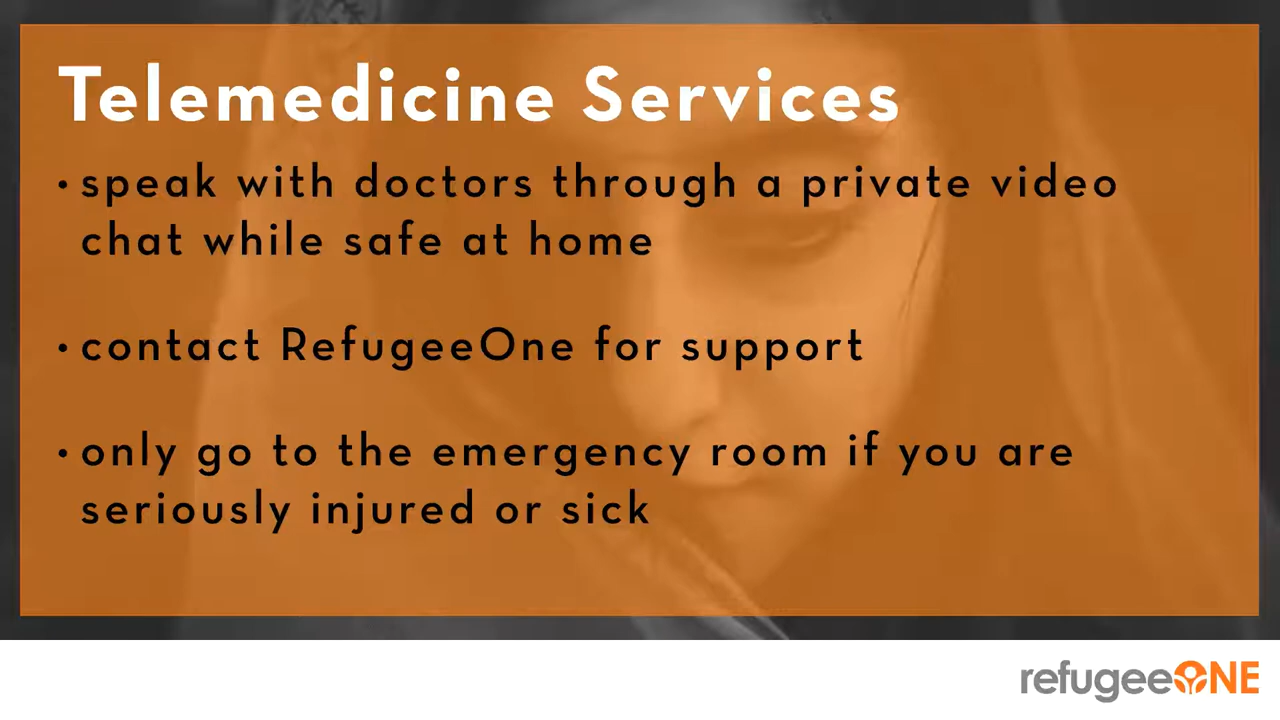 Telemedicine Services
• speak with doctors through a private video
chat while safe at home
• contact RefugeeOne for support
• only go to the emergency room if you are
seriously injured or sick
refugeeONE